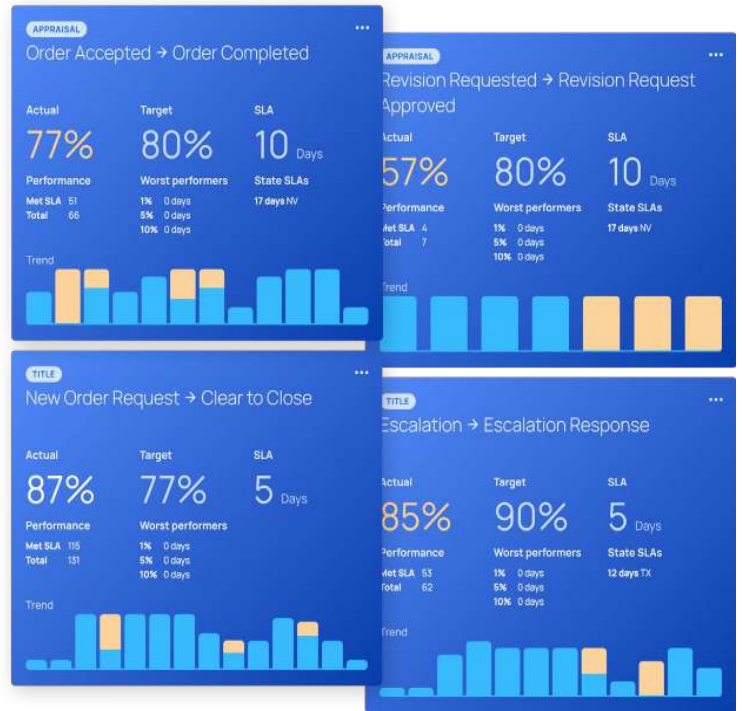 APPRAISAL
Order Accepted → Order Completed
Actual Target SLA
77% 80% 10 Days
Performance Worst performers State SLAs
Met SLA 51 1% 0 days 17 days NV
Total 66 5% 0 days
10% 0 days
Trend
APPRAISAL
Revision Requested → Revision Request
Approved
Actual Target SLA
57% 80% 10 Days
Performance Worst performers State SLAs
Met SLA 4 1% 0 days 17 days NV
Total 7 5% 0 days
10% 0 days
Trend
TITLE
New Order Request → Clear to Close
Actual Target SLA
87% 77% 5 Days
Performance Worst performers
Met SLA 115 1% 0 days
Total 131 5% 0 days
10% 0 days
Trend
TITLE
Escalation → Escalation Response
Actual Target SLA
85% 90% 5 Days
Performance Worst performers State SLAs
Met SLA 53 1% 0 days 12 days TX
Total 62 5% 0 days
10% 0 days
Trend